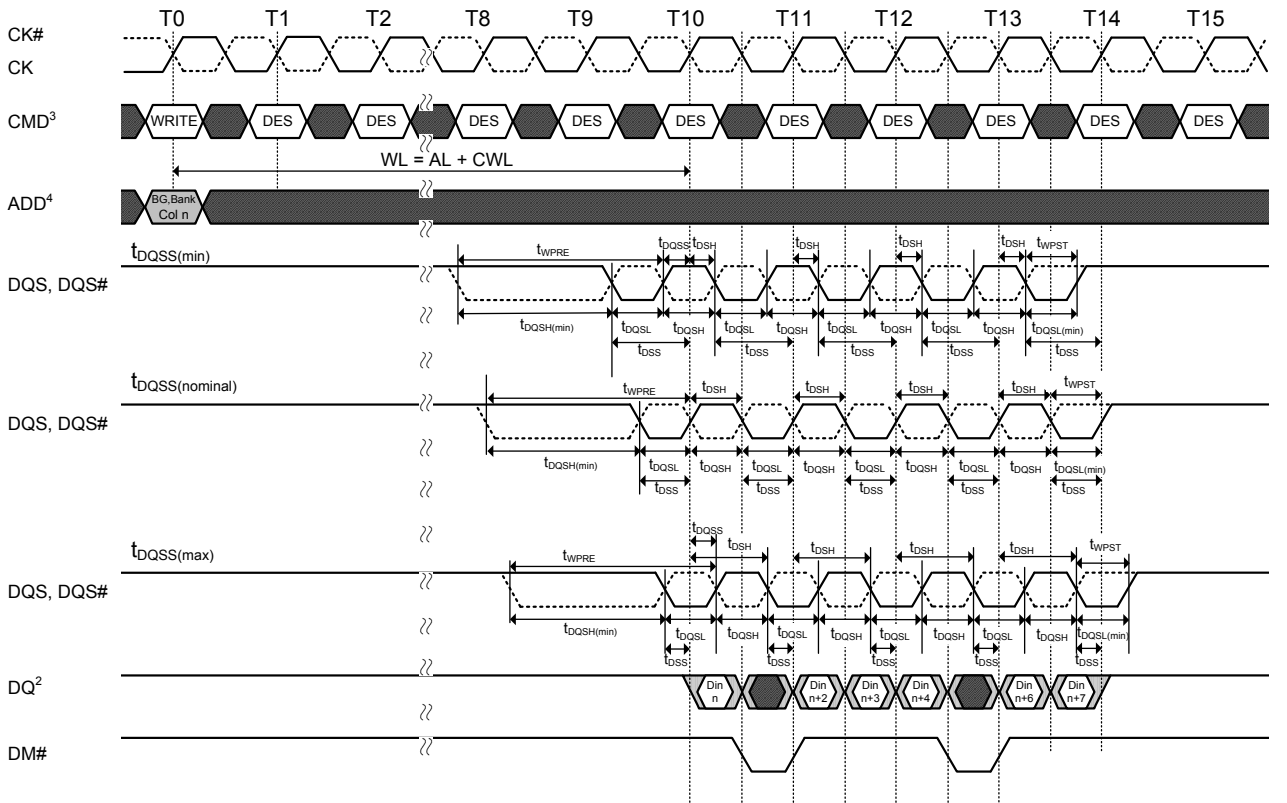 T0 T1 T2 T8 T9 T10 T11 T12 T13 T14 T15
CK#
CK
CMD3 WRITE DES DES DES DES DES DES DES DES DES DES
WL = AL + CWL
ADD4 BG,Bank
Col n
tDQSS(min) tWPRE tDQSS tDSH tDSH tDSH tDSH tWPST
DQS, DQS#
tDQSH(min) tDQSL tDQSH tDQSL tDQSH tDQSL tDQSH tDQSL tDQSH tDQSL(min)
tDSS tDSS tDSS tDSS tDSS
tDQSS(nominal) tWPRE tDSH tDSH tDSH tDSH tWPST
DQS, DQS#
tDQSH(min) tDQSL tDQSH tDQSL tDQSH tDQSL tDQSH tDQSL tDQSH tDQSL(min)
tDSS tDSS tDSS tDSS tDSS
tDQSS
tDQSS(max) tWPRE tDSH tDSH tDSH tDSH tWPST
DQS, DQS#
tDQSH(min) tDQSL tDQSH tDQSL tDQSH tDQSL tDQSH tDQSL tDQSH tDQSL(min)
tDSS tDSS tDSS tDSS tDSS
DQ2 Din Din Din Din Din Din
n n+2 n+3 n+4 n+6 n+7
DM#